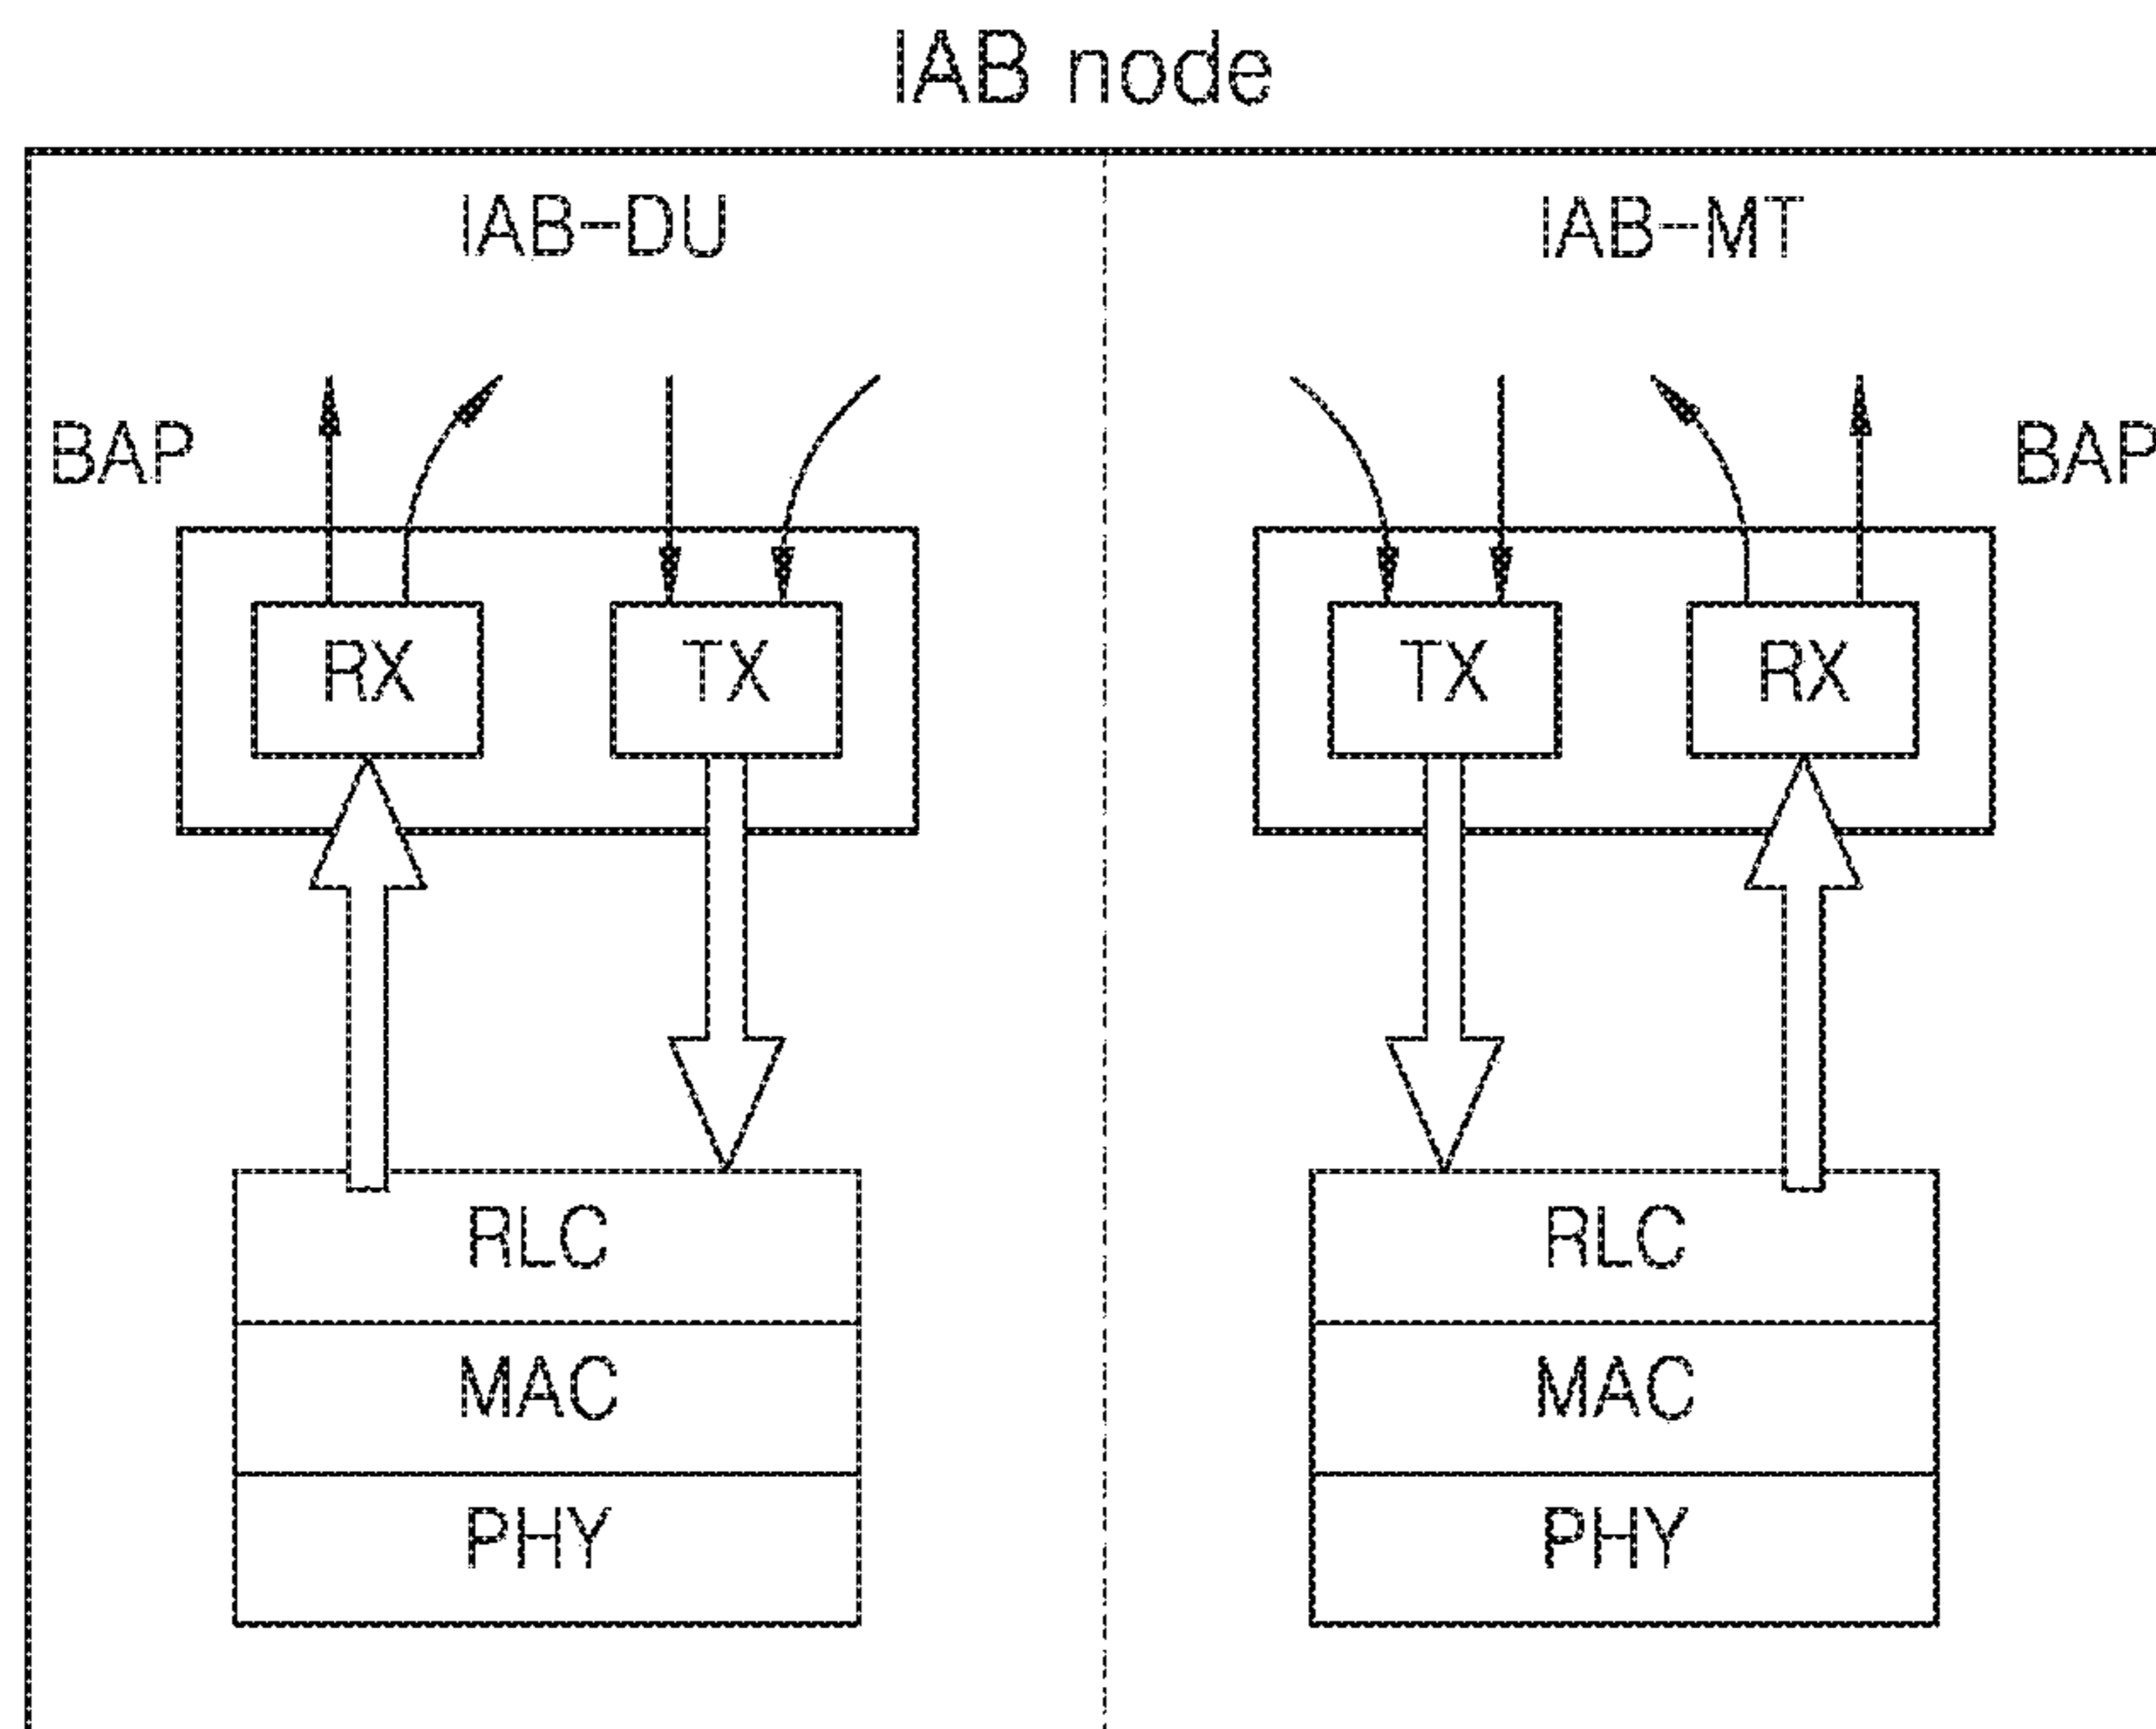 IAB node
IAB-DU
IAB-MT
BAP
BAP
RX
TX
TX
RX
RLC
RLC
MAC
MAC
PHY
PHY